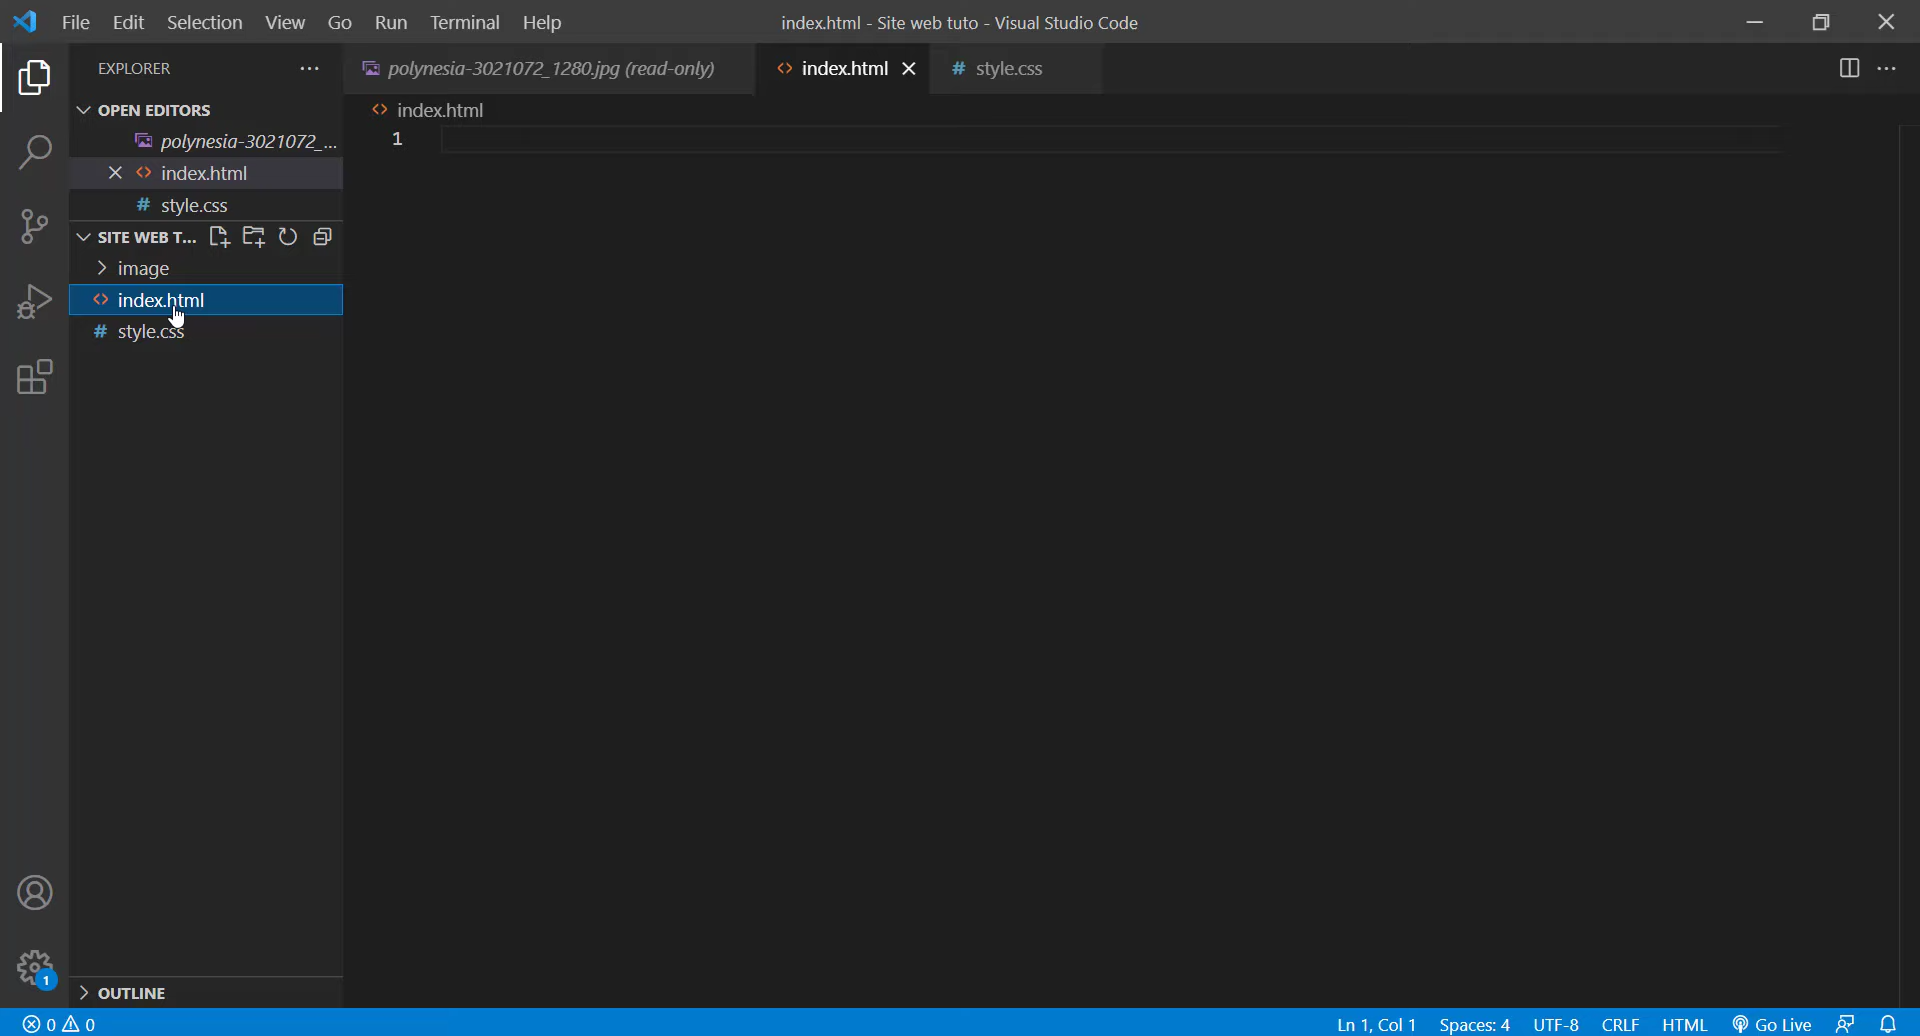 File Edit Selection View Go Run Terminal Help
index.html - Site web tuto - Visual Studio Code
EXPLORER
polynesia-3021072_1280.jpg (read-only)
index.html
style.css
OPEN EDITORS
polynesia-3021072_...
index.html
style.css
SITE WEB T...
image
index.html
style.css
OUTLINE
index.html
1
1
0 0
Ln 1, Col 1 Spaces: 4 UTF-8 CRLF HTML Go Live